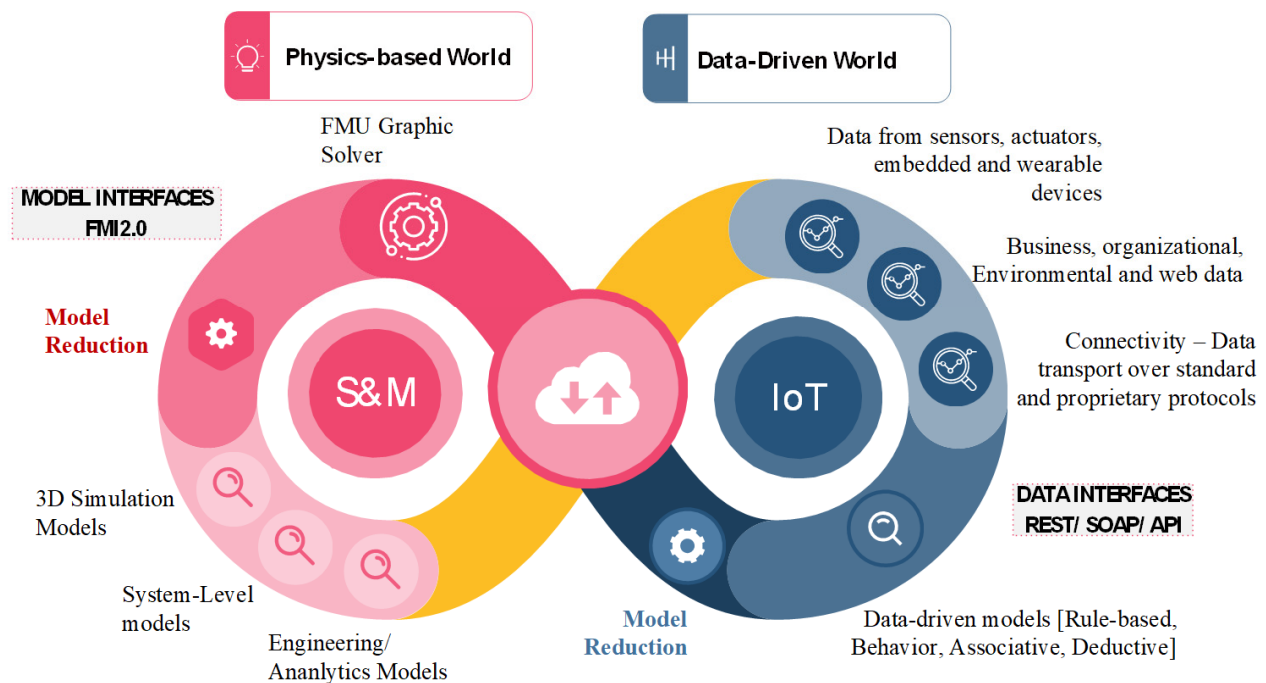 Physics-based World
Data-Driven World
FMU Graphic
Solver
Data from sensors, actuators,
embedded and wearable
devices
MODEL INTERFACES
FMI2.0
Business, organizational,
Environmental and web data
Model
Reduction
Connectivity – Data
transport over standard
and proprietary protocols
S&M
IoT
3D Simulation
Models
DATA INTERFACES
REST/ SOAP/ API
System-Level
models
Engineering/
Ananlytics Models
Model
Reduction
Data-driven models [Rule-based,
Behavior, Associative, Deductive]